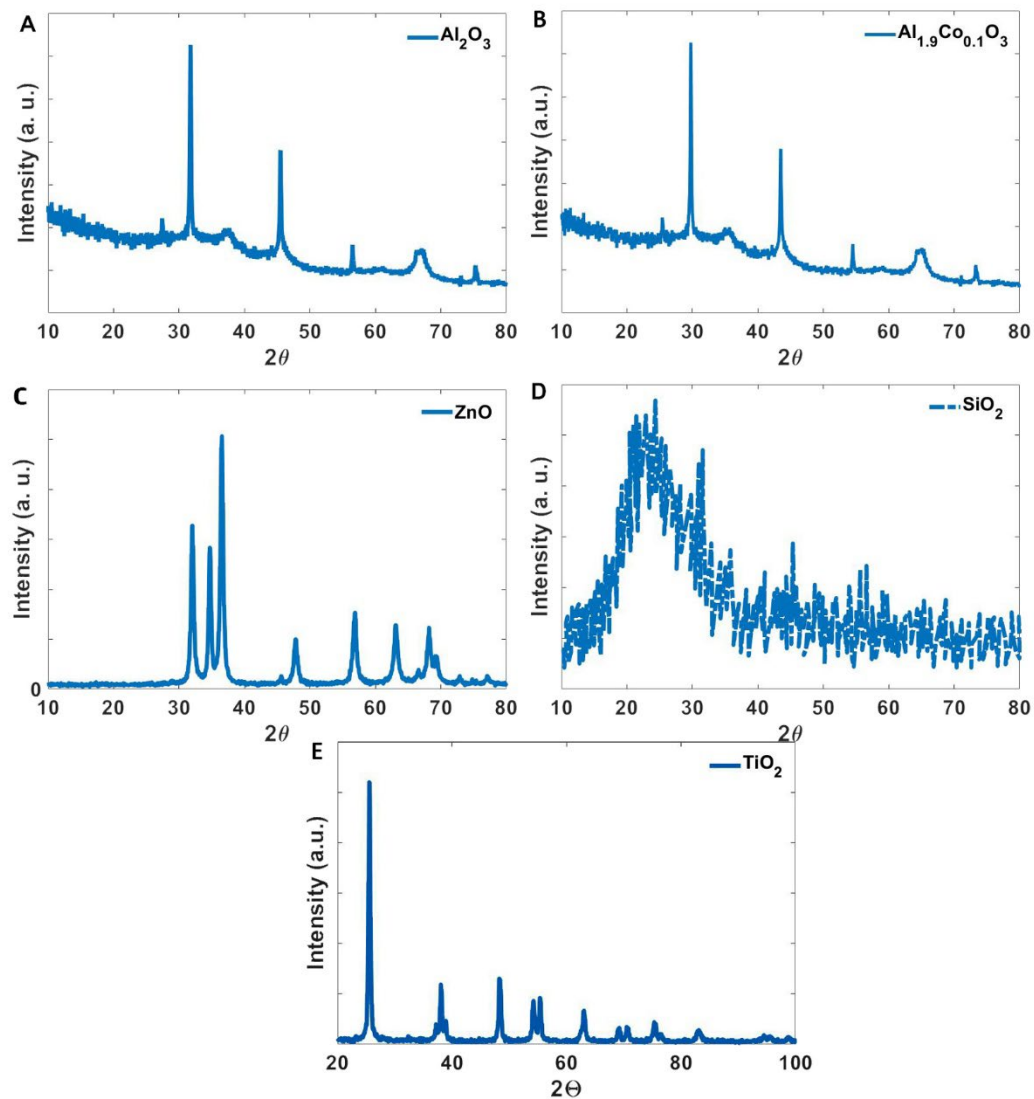 A
Al2O3
Intensity (a. u.)
10 20 30 40 50 60 70 80
2θ
B
Al1.9Co0.1O3
Intensity (a.u.)
10 20 30 40 50 60 70 80
2θ
C
ZnO
Intensity (a. u.)
0
10 20 30 40 50 60 70 80
2θ
D
SiO2
Intensity (a. u.)
10 20 30 40 50 60 70 80
2θ
E
TiO2
Intensity (a.u.)
20 40 60 80 100
2Θ